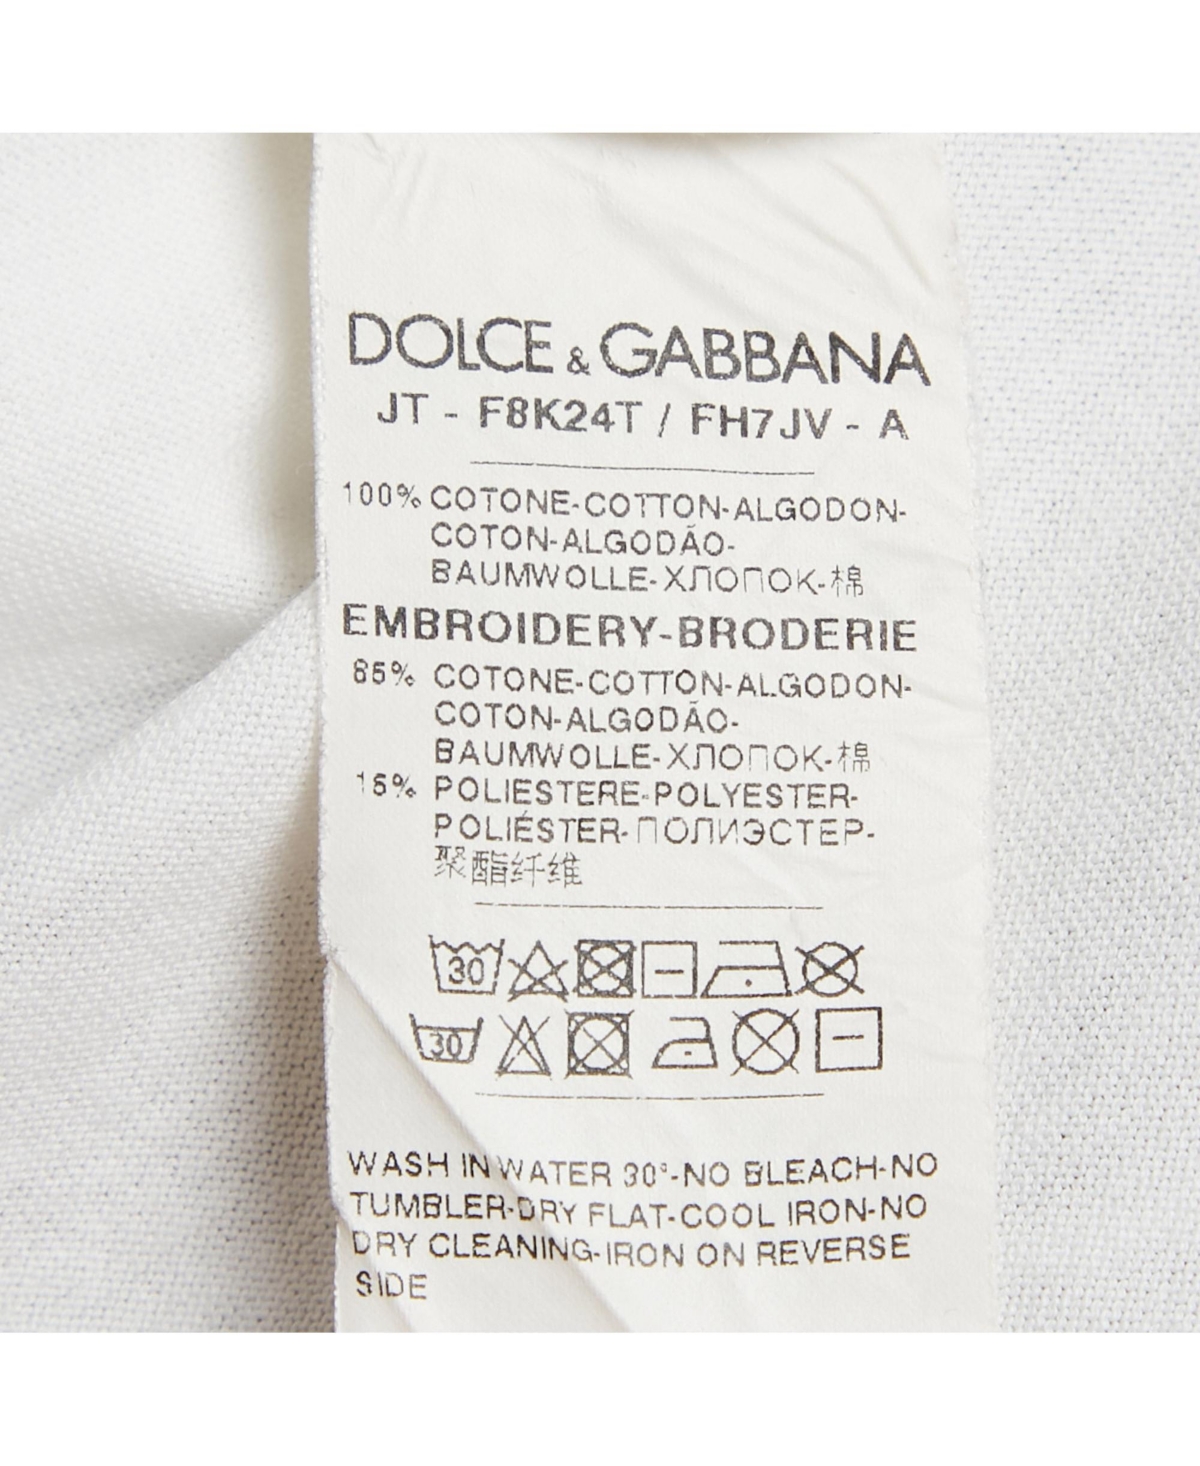 DOLCE & GABBANA
JT - F8K24T / FH7JV - A
100% COTONE-COTTON-ALGODON-
COTON-ALGODÃO-
BAUMWOLLE-ХЛОПОК-棉
EMBROIDERY-BRODERIE
85% COTONE-COTTON-ALGODON-
COTON-ALGODÃO-
BAUMWOLLE-ХЛОПОК-棉
15% POLIESTERE-POLYESTER-
POLIÉSTER-ПОЛИЭСТЕР-
聚酯纤维
30
30
WASH IN WATER 30°-NO BLEACH-NO
TUMBLER-DRY FLAT-COOL IRON-NO
DRY CLEANING-IRON ON REVERSE
SIDE